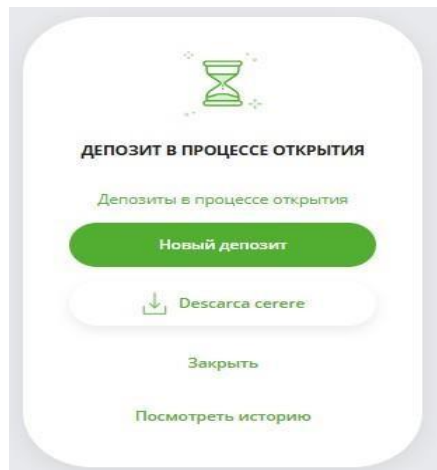 ДЕПОЗИТ В ПРОЦЕССЕ ОТКРЫТИЯ
Депозиты в процессе открытия
Новый депозит
Descarca cerere
Закрыть
Посмотреть историю